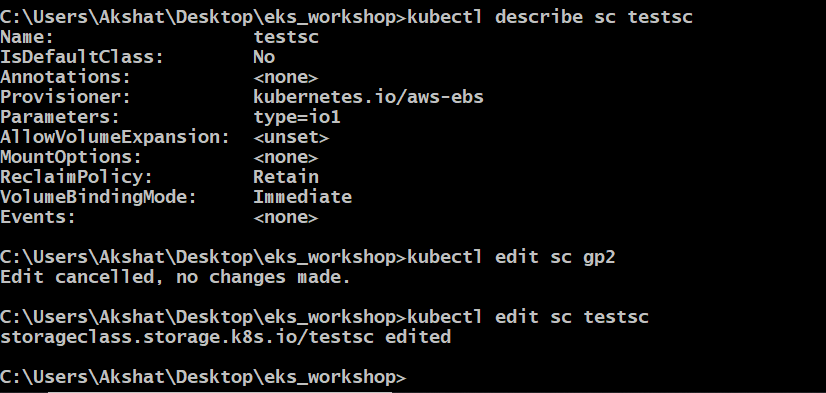 C:\Users\Akshat\Desktop\eks_workshop>kubectl describe sc testsc
Name:                  testsc
IsDefaultClass:        No
Annotations:           <none>
Provisioner:           kubernetes.io/aws-ebs
Parameters:            type=io1
AllowVolumeExpansion:  <unset>
MountOptions:          <none>
ReclaimPolicy:         Retain
VolumeBindingMode:     Immediate
Events:                <none>
C:\Users\Akshat\Desktop\eks_workshop>kubectl edit sc gp2
Edit cancelled, no changes made.
C:\Users\Akshat\Desktop\eks_workshop>kubectl edit sc testsc
storageclass.storage.k8s.io/testsc edited
C:\Users\Akshat\Desktop\eks_workshop>